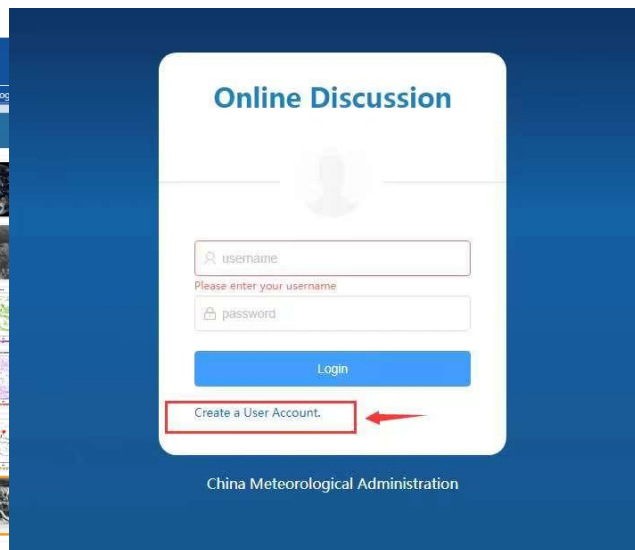 Online Discussion
username
Please enter your username
password
Login
Create a User Account.
China Meteorological Administration